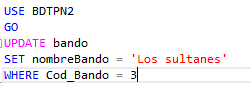 USE BDTPN2
GO
UPDATE bando
SET nombreBando = 'Los sultanes'
WHERE Cod_Bando = 3